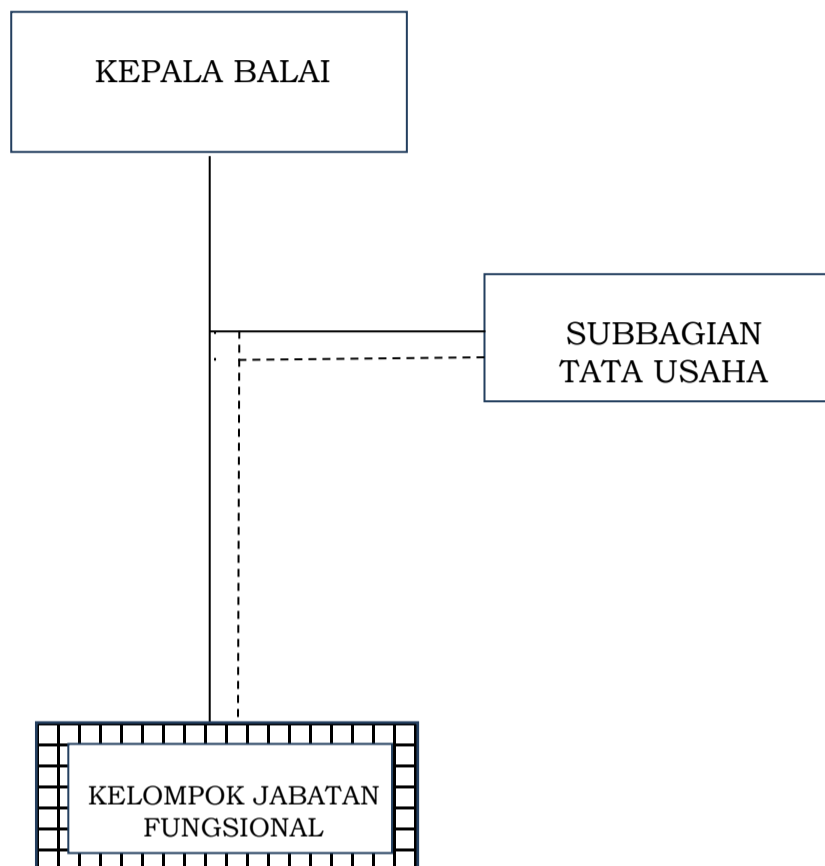 KEPALA BALAI
SUBBAGIAN
TATA USAHA
KELOMPOK JABATAN
FUNGSIONAL